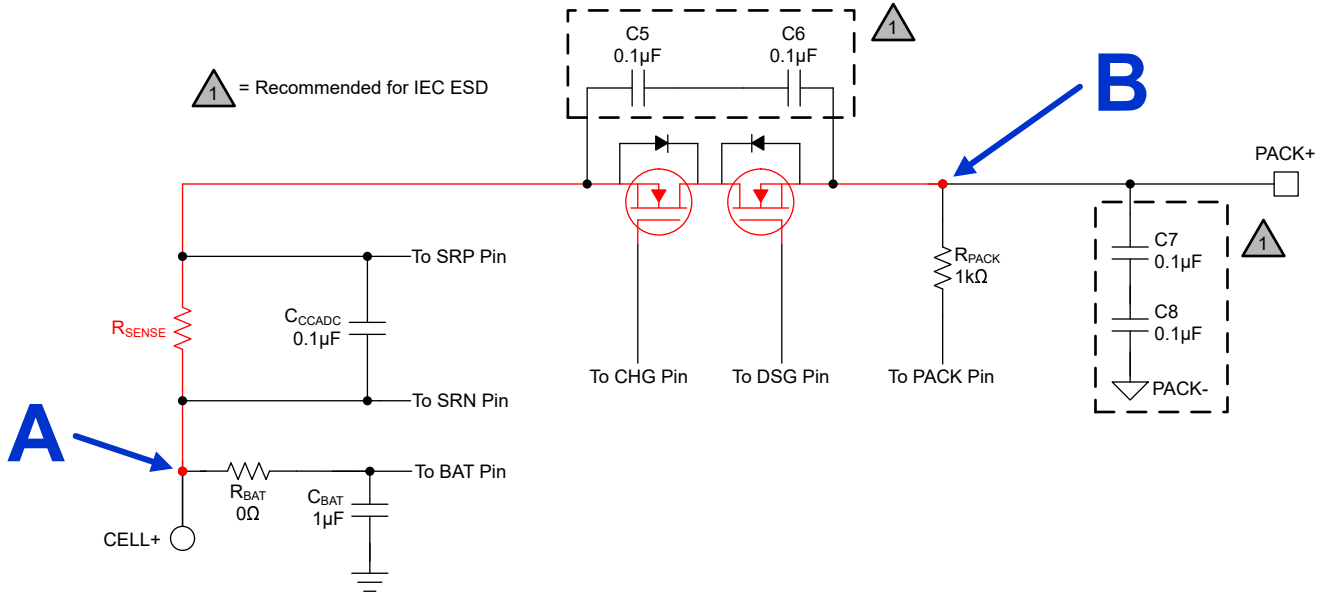 C5
0.1µF
C6
0.1µF
1
1
= Recommended for IEC ESD
B
PACK+
To SRP Pin
RSENSE
CCCADC
0.1µF
RPACK
1kΩ
C7
0.1µF
1
C8
0.1µF
To CHG Pin
To DSG Pin
To PACK Pin
PACK-
To SRN Pin
A
To BAT Pin
RBAT
0Ω
CBAT
1µF
CELL+